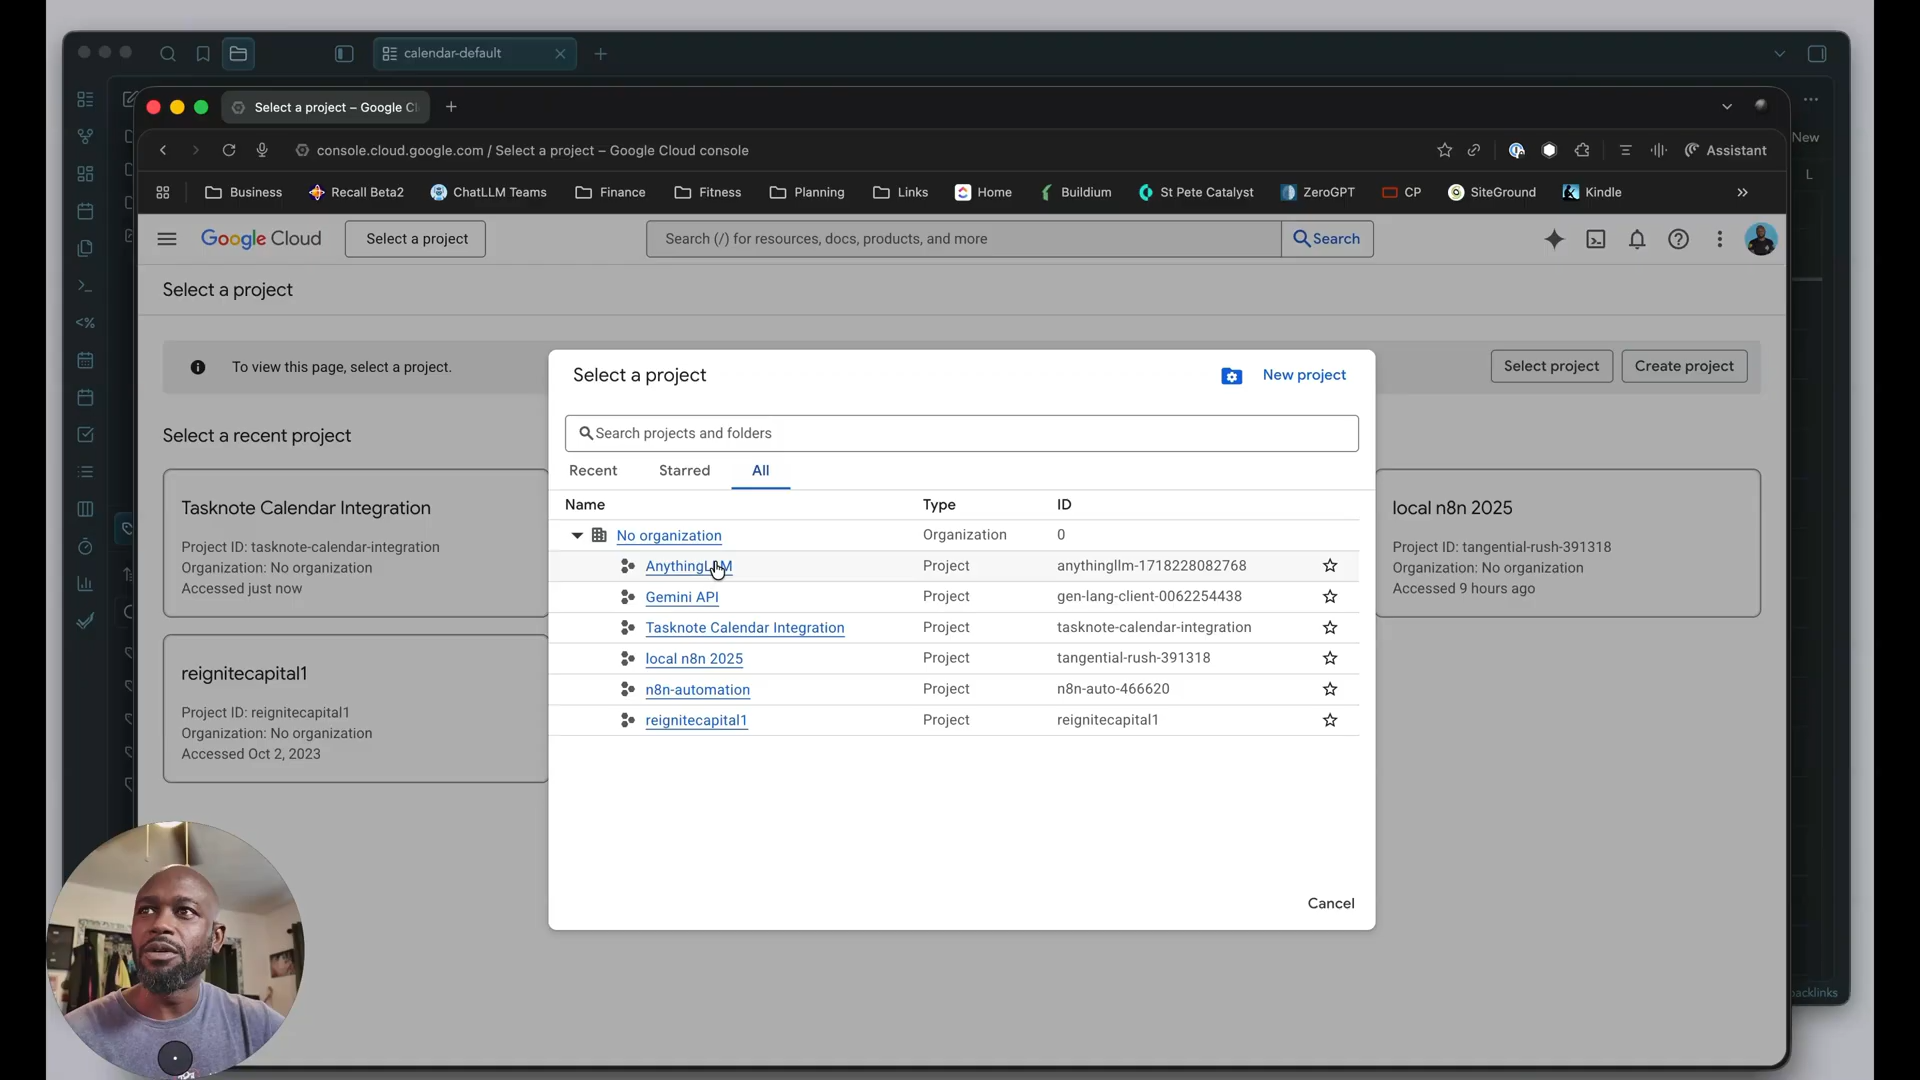 calendar-default
New
L
Select a project – Google Cl
console.cloud.google.com / Select a project – Google Cloud console
Assistant
Business
Recall Beta2
ChatLLM Teams
Finance
Fitness
Planning
Links
Home
Buildium
St Pete Catalyst
ZeroGPT
CP
SiteGround
Kindle
Google Cloud
Select a project
Search (/) for resources, docs, products, and more
Search
Select a project
To view this page, select a project.
Select project
Create project
Select a recent project
Tasknote Calendar Integration
Project ID: tasknote-calendar-integration
Organization: No organization
Accessed just now
local n8n 2025
Project ID: tangential-rush-391318
Organization: No organization
Accessed 9 hours ago
reignitecapital1
Project ID: reignitecapital1
Organization: No organization
Accessed Oct 2, 2023
Select a project
New project
Search projects and folders
Recent
Starred
All
Name Type ID
No organization Organization 0
AnythingLLM Project anythingllm-1718228082768
Gemini API Project gen-lang-client-0062254438
Tasknote Calendar Integration Project tasknote-calendar-integration
local n8n 2025 Project tangential-rush-391318
n8n-automation Project n8n-auto-466620
reignitecapital1 Project reignitecapital1
Cancel
backlinks